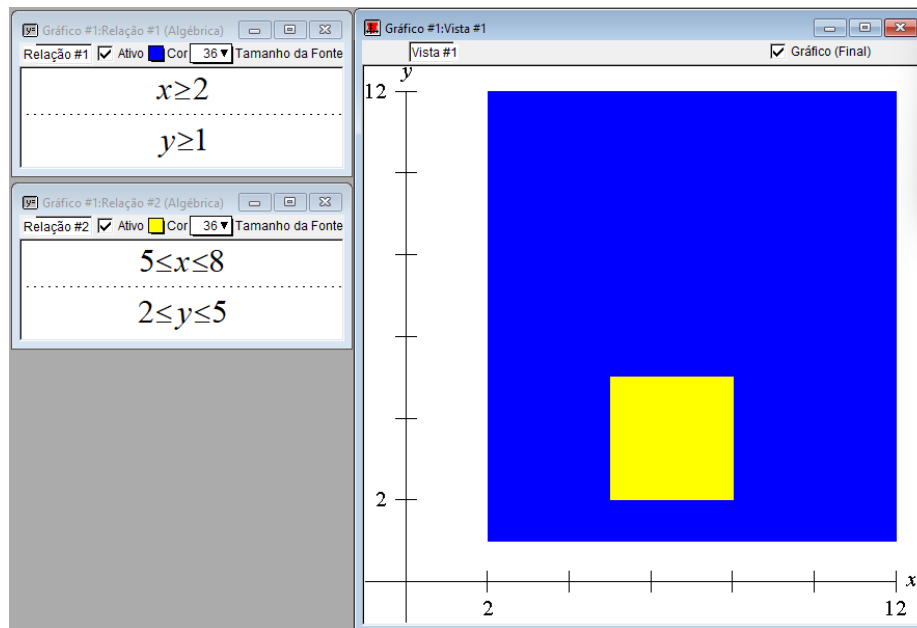 Gráfico #1:Relação #1 (Algébrica)
Relação #1 Ativo Cor 36 Tamanho da Fonte
x≥2
y≥1
Gráfico #1:Relação #2 (Algébrica)
Relação #2 Ativo Cor 36 Tamanho da Fonte
5≤x≤8
2≤y≤5
Gráfico #1:Vista #1
Vista #1 Gráfico (Final)
y
12
2
x
2 12